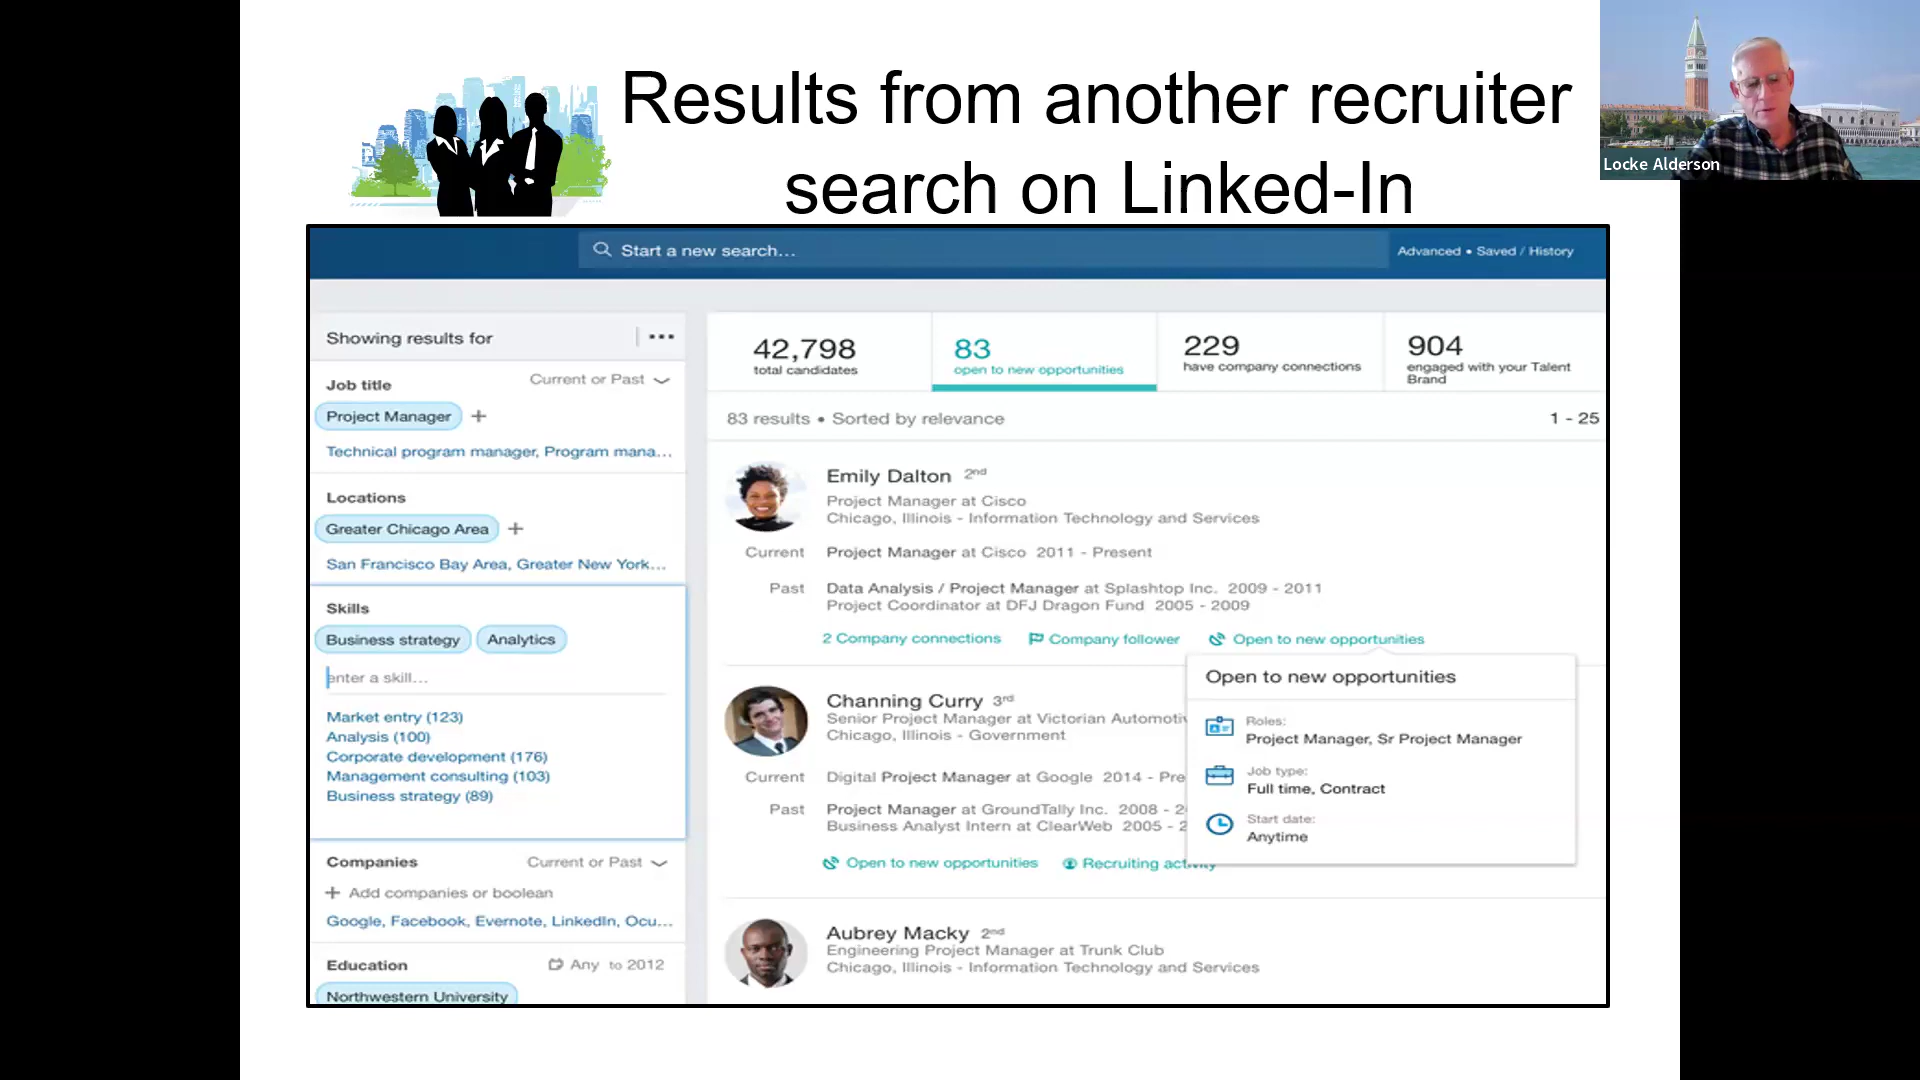 Results from another recruiter
search on Linked-In
Locke Alderson
Start a new search...
Advanced • Saved / History
Showing results for
Job title
Current or Past
Project Manager +
Technical program manager, Program mana...
Locations
Greater Chicago Area +
San Francisco Bay Area, Greater New York...
Skills
Business strategy
Analytics
enter a skill...
Market entry (123)
Analysis (100)
Corporate development (176)
Management consulting (103)
Business strategy (89)
Companies
Current or Past
+ Add companies or boolean
Google, Facebook, Evernote, LinkedIn, Ocu...
Education
Any to 2012
Northwestern University
42,798
total candidates
83
open to new opportunities
229
have company connections
904
engaged with your Talent
Brand
83 results • Sorted by relevance
1 - 25
Emily Dalton 2nd
Project Manager at Cisco
Chicago, Illinois - Information Technology and Services
Current Project Manager at Cisco 2011 - Present
Past Data Analysis / Project Manager at Splashtop Inc. 2009 - 2011
Project Coordinator at DFJ Dragon Fund 2005 - 2009
2 Company connections
Company follower
Open to new opportunities
Channing Curry 3rd
Senior Project Manager at Victorian Automotiv
Chicago, Illinois - Government
Current Digital Project Manager at Google 2014 - Pre
Past Project Manager at GroundTally Inc. 2008 - 2
Business Analyst Intern at ClearWeb 2005 - 2
Open to new opportunities
Recruiting activity
Open to new opportunities
Roles:
Project Manager, Sr Project Manager
Job type:
Full time, Contract
Start date:
Anytime
Aubrey Macky 2nd
Engineering Project Manager at Trunk Club
Chicago, Illinois - Information Technology and Services